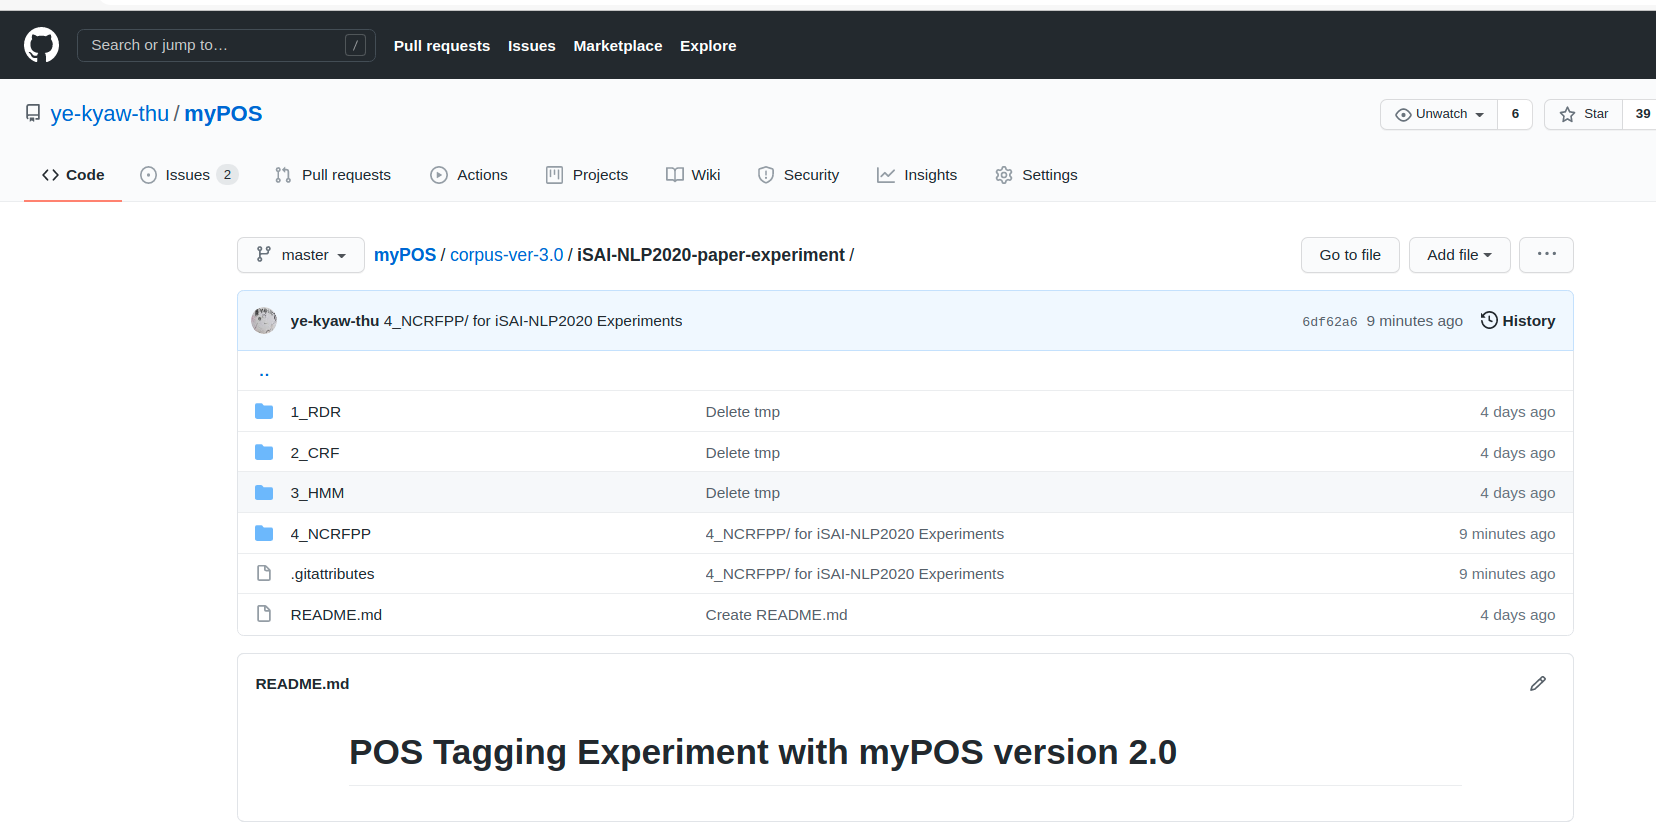 Search or jump to… / Pull requests Issues Marketplace Explore
ye-kyaw-thu / myPOS Unwatch 6 Star 39
Code Issues 2 Pull requests Actions Projects Wiki Security Insights Settings
master myPOS / corpus-ver-3.0 / iSAI-NLP2020-paper-experiment / Go to file Add file ...
ye-kyaw-thu 4_NCRFPP/ for iSAI-NLP2020 Experiments 6df62a6 9 minutes ago History
..
1_RDR Delete tmp 4 days ago
2_CRF Delete tmp 4 days ago
3_HMM Delete tmp 4 days ago
4_NCRFPP 4_NCRFPP/ for iSAI-NLP2020 Experiments 9 minutes ago
.gitattributes 4_NCRFPP/ for iSAI-NLP2020 Experiments 9 minutes ago
README.md Create README.md 4 days ago
README.md
POS Tagging Experiment with myPOS version 2.0